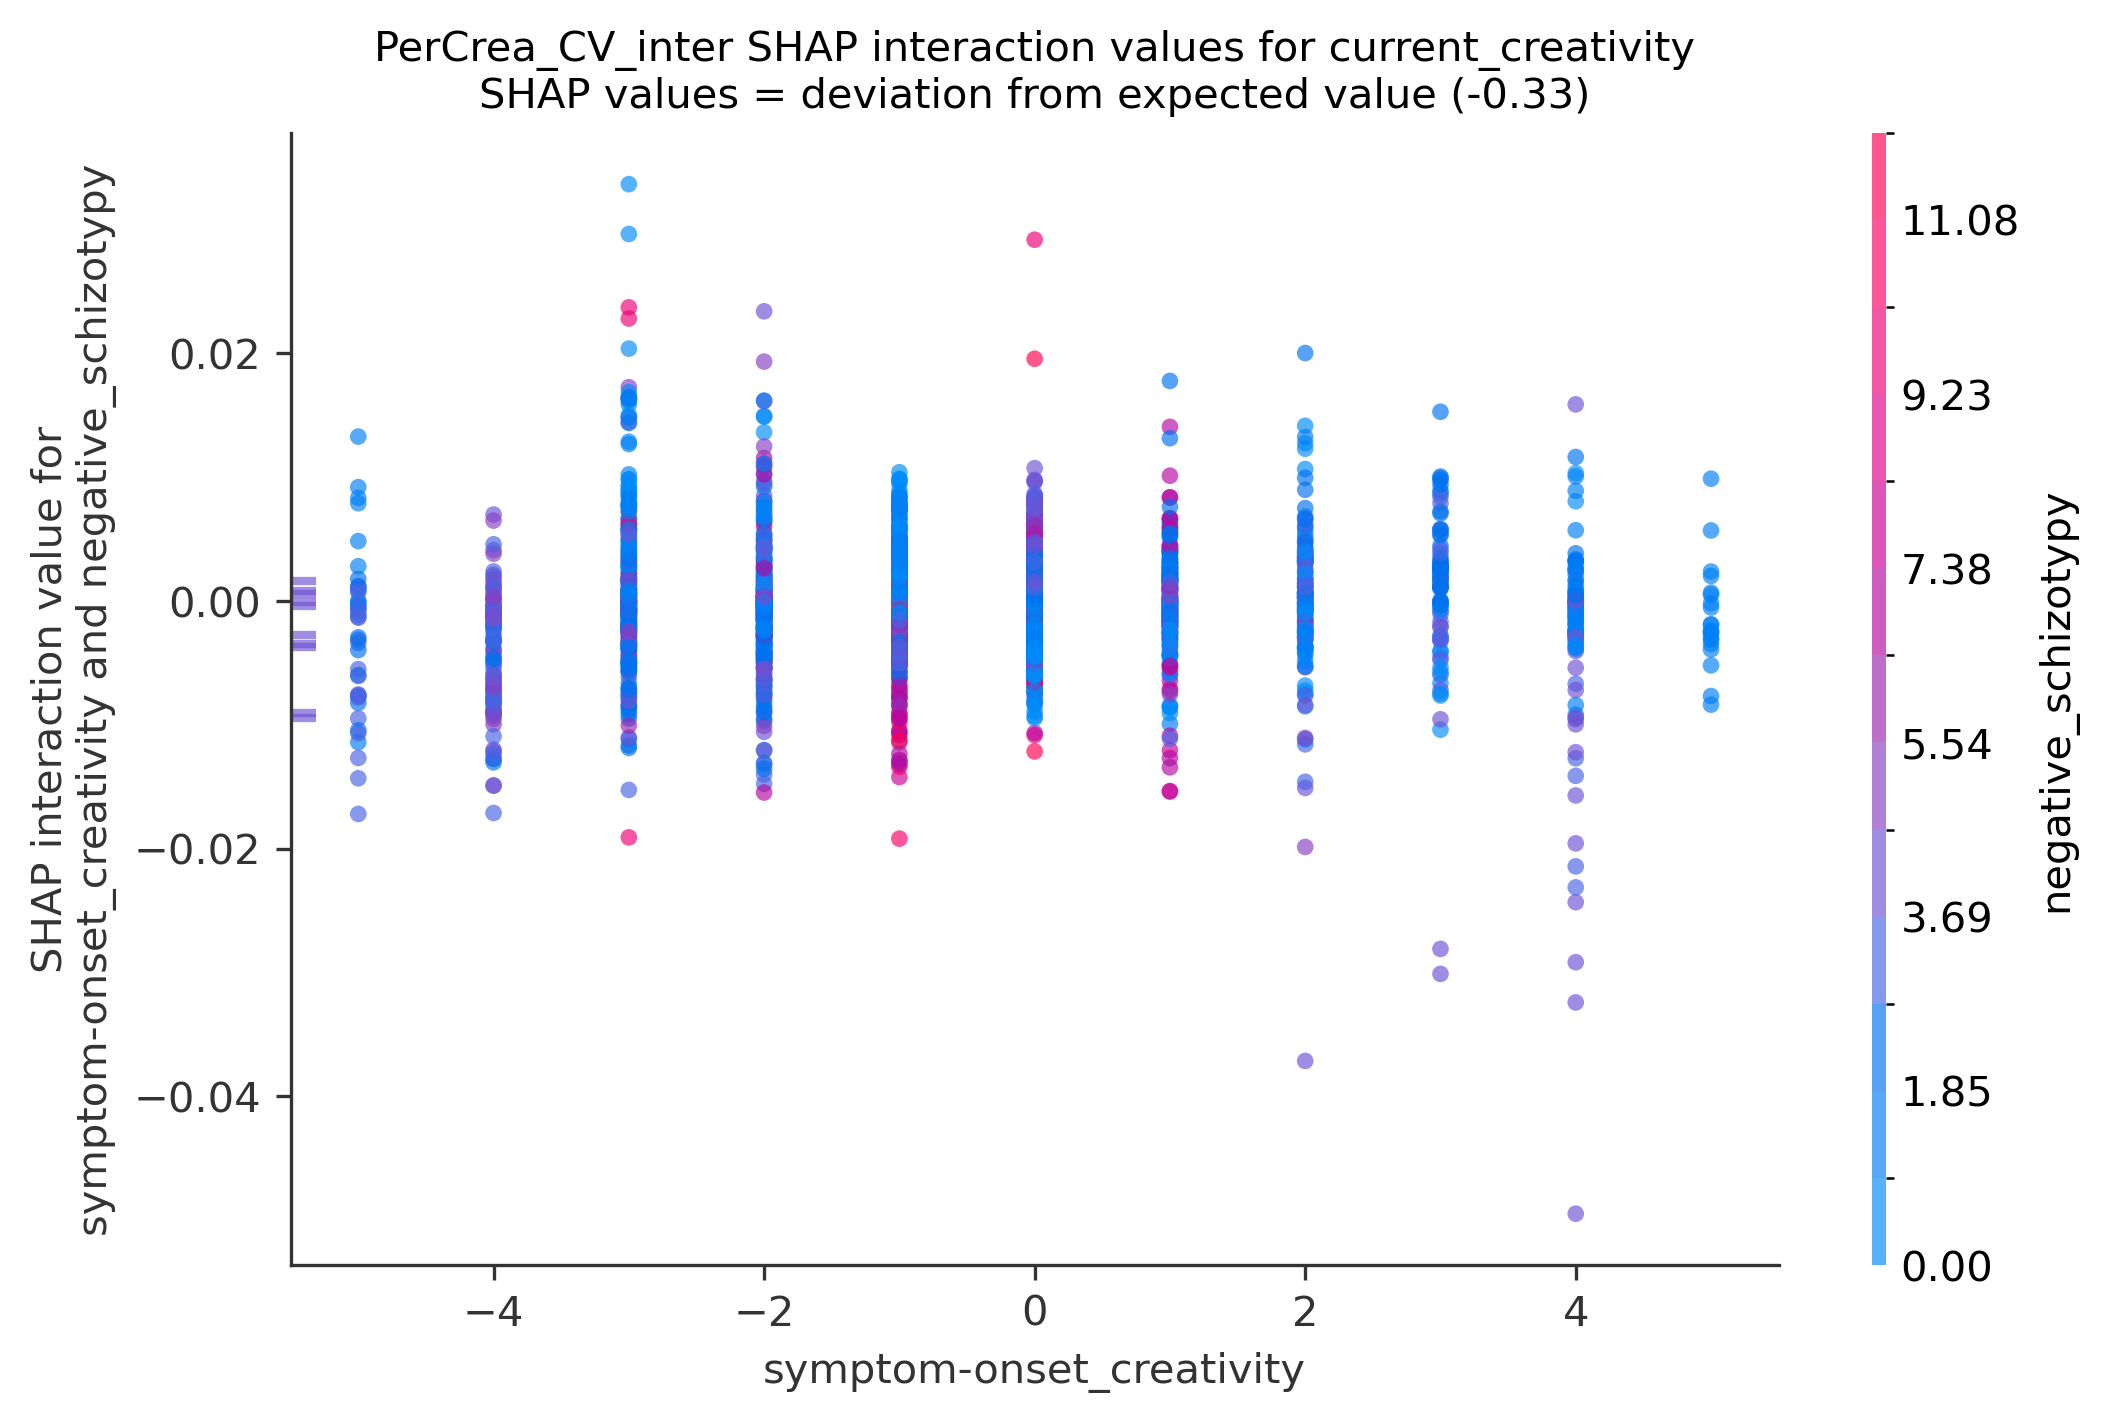 PerCrea_CV_inter SHAP interaction values for current_creativity
SHAP values = deviation from expected value (-0.33)
SHAP interaction value for
symptom-onset_creativity and negative_schizotypy
0.02
0.00
−0.02
−0.04
−4
−2
0
2
4
symptom-onset_creativity
11.08
9.23
7.38
5.54
3.69
1.85
0.00
negative_schizotypy